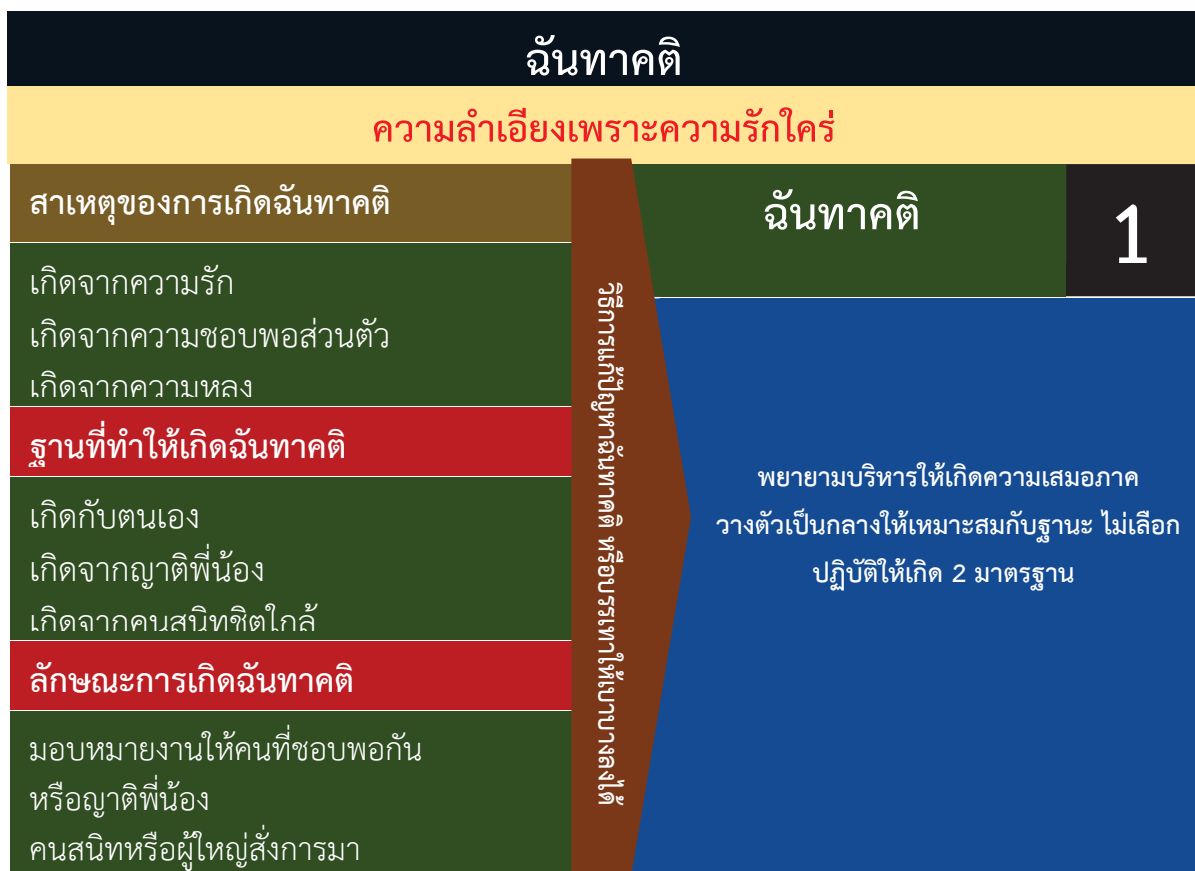 ฉันทาคติ
ความลำเอียงเพราะความรักใคร่
สาเหตุของการเกิดฉันทาคติ
เกิดจากความรัก
เกิดจากความชอบพอส่วนตัว
เกิดจากความหลง
ฐานที่ทำให้เกิดฉันทาคติ
เกิดกับตนเอง
เกิดจากญาติพี่น้อง
เกิดจากคนสนิทชิตใกล้
ลักษณะการเกิดฉันทาคติ
มอบหมายงานให้คนที่ชอบพอกัน
หรือญาติพี่น้อง
คนสนิทหรือผู้ใหญ่สั่งการมา
วิธีการแก้ปัญหาฉันทาคติ หรือบรรเทาให้เบาบางลงได้
ฉันทาคติ
1
พยายามบริหารให้เกิดความเสมอภาค
วางตัวเป็นกลางให้เหมาะสมกับฐานะ ไม่เลือก
ปฏิบัติให้เกิด 2 มาตรฐาน